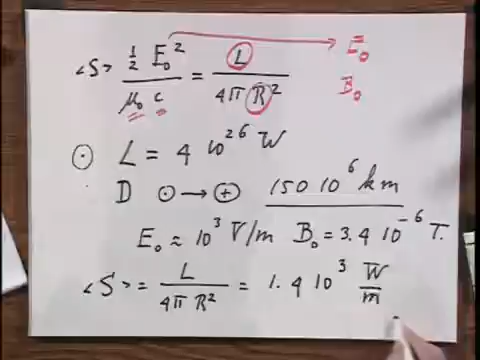 <S> ½ E₀² / μ₀ c = L / 4π R² → E₀
B₀
⊙ L = 4 10²⁶ W
D ⊙ → ⊕ 150 10⁶ km
E₀ ≈ 10³ V/m B₀ = 3.4 10⁻⁶ T.
<S> = L / 4π R² = 1.4 10³ W / m